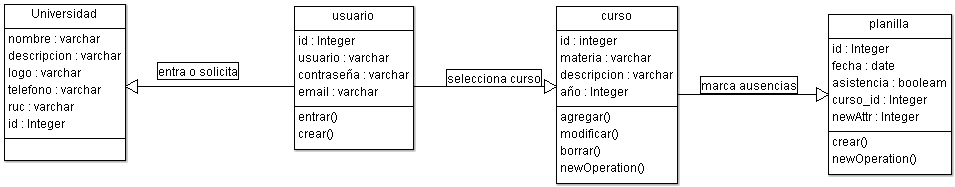 Universidad
nombre : varchar
descripcion : varchar
logo : varchar
telefono : varchar
ruc : varchar
id : Integer
entra o solicita
usuario
id : Integer
usuario : varchar
contraseña : varchar
email : varchar
entrar()
crear()
selecciona curso
curso
id : integer
materia : varchar
descripcion : varchar
año : Integer
agregar()
modificar()
borrar()
newOperation()
marca ausencias
planilla
id : Integer
fecha : date
asistencia : booleam
curso_id : Integer
newAttr : Integer
crear()
newOperation()